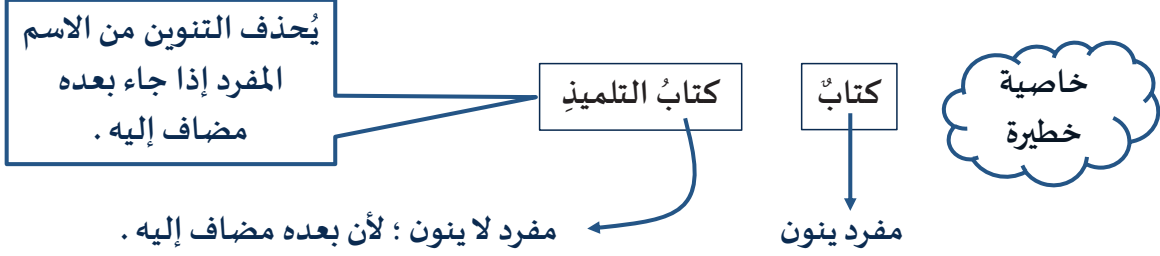 خاصية
خطيرة
كتابٌ
كتابُ التلميذِ
يُحذف التنوين من الاسم
المفرد إذا جاء بعده
مضاف إليه .
مفرد ينون
مفرد لا ينون ؛ لأن بعده مضاف إليه .